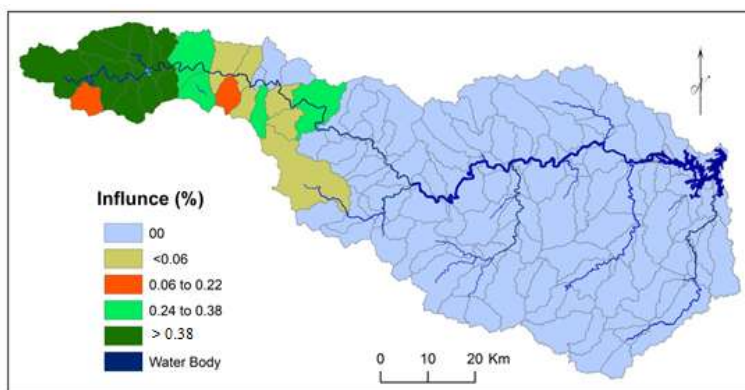 N
Influnce (%)
00
<0.06
0.06 to 0.22
0.24 to 0.38
> 0.38
Water Body
0 10 20 Km